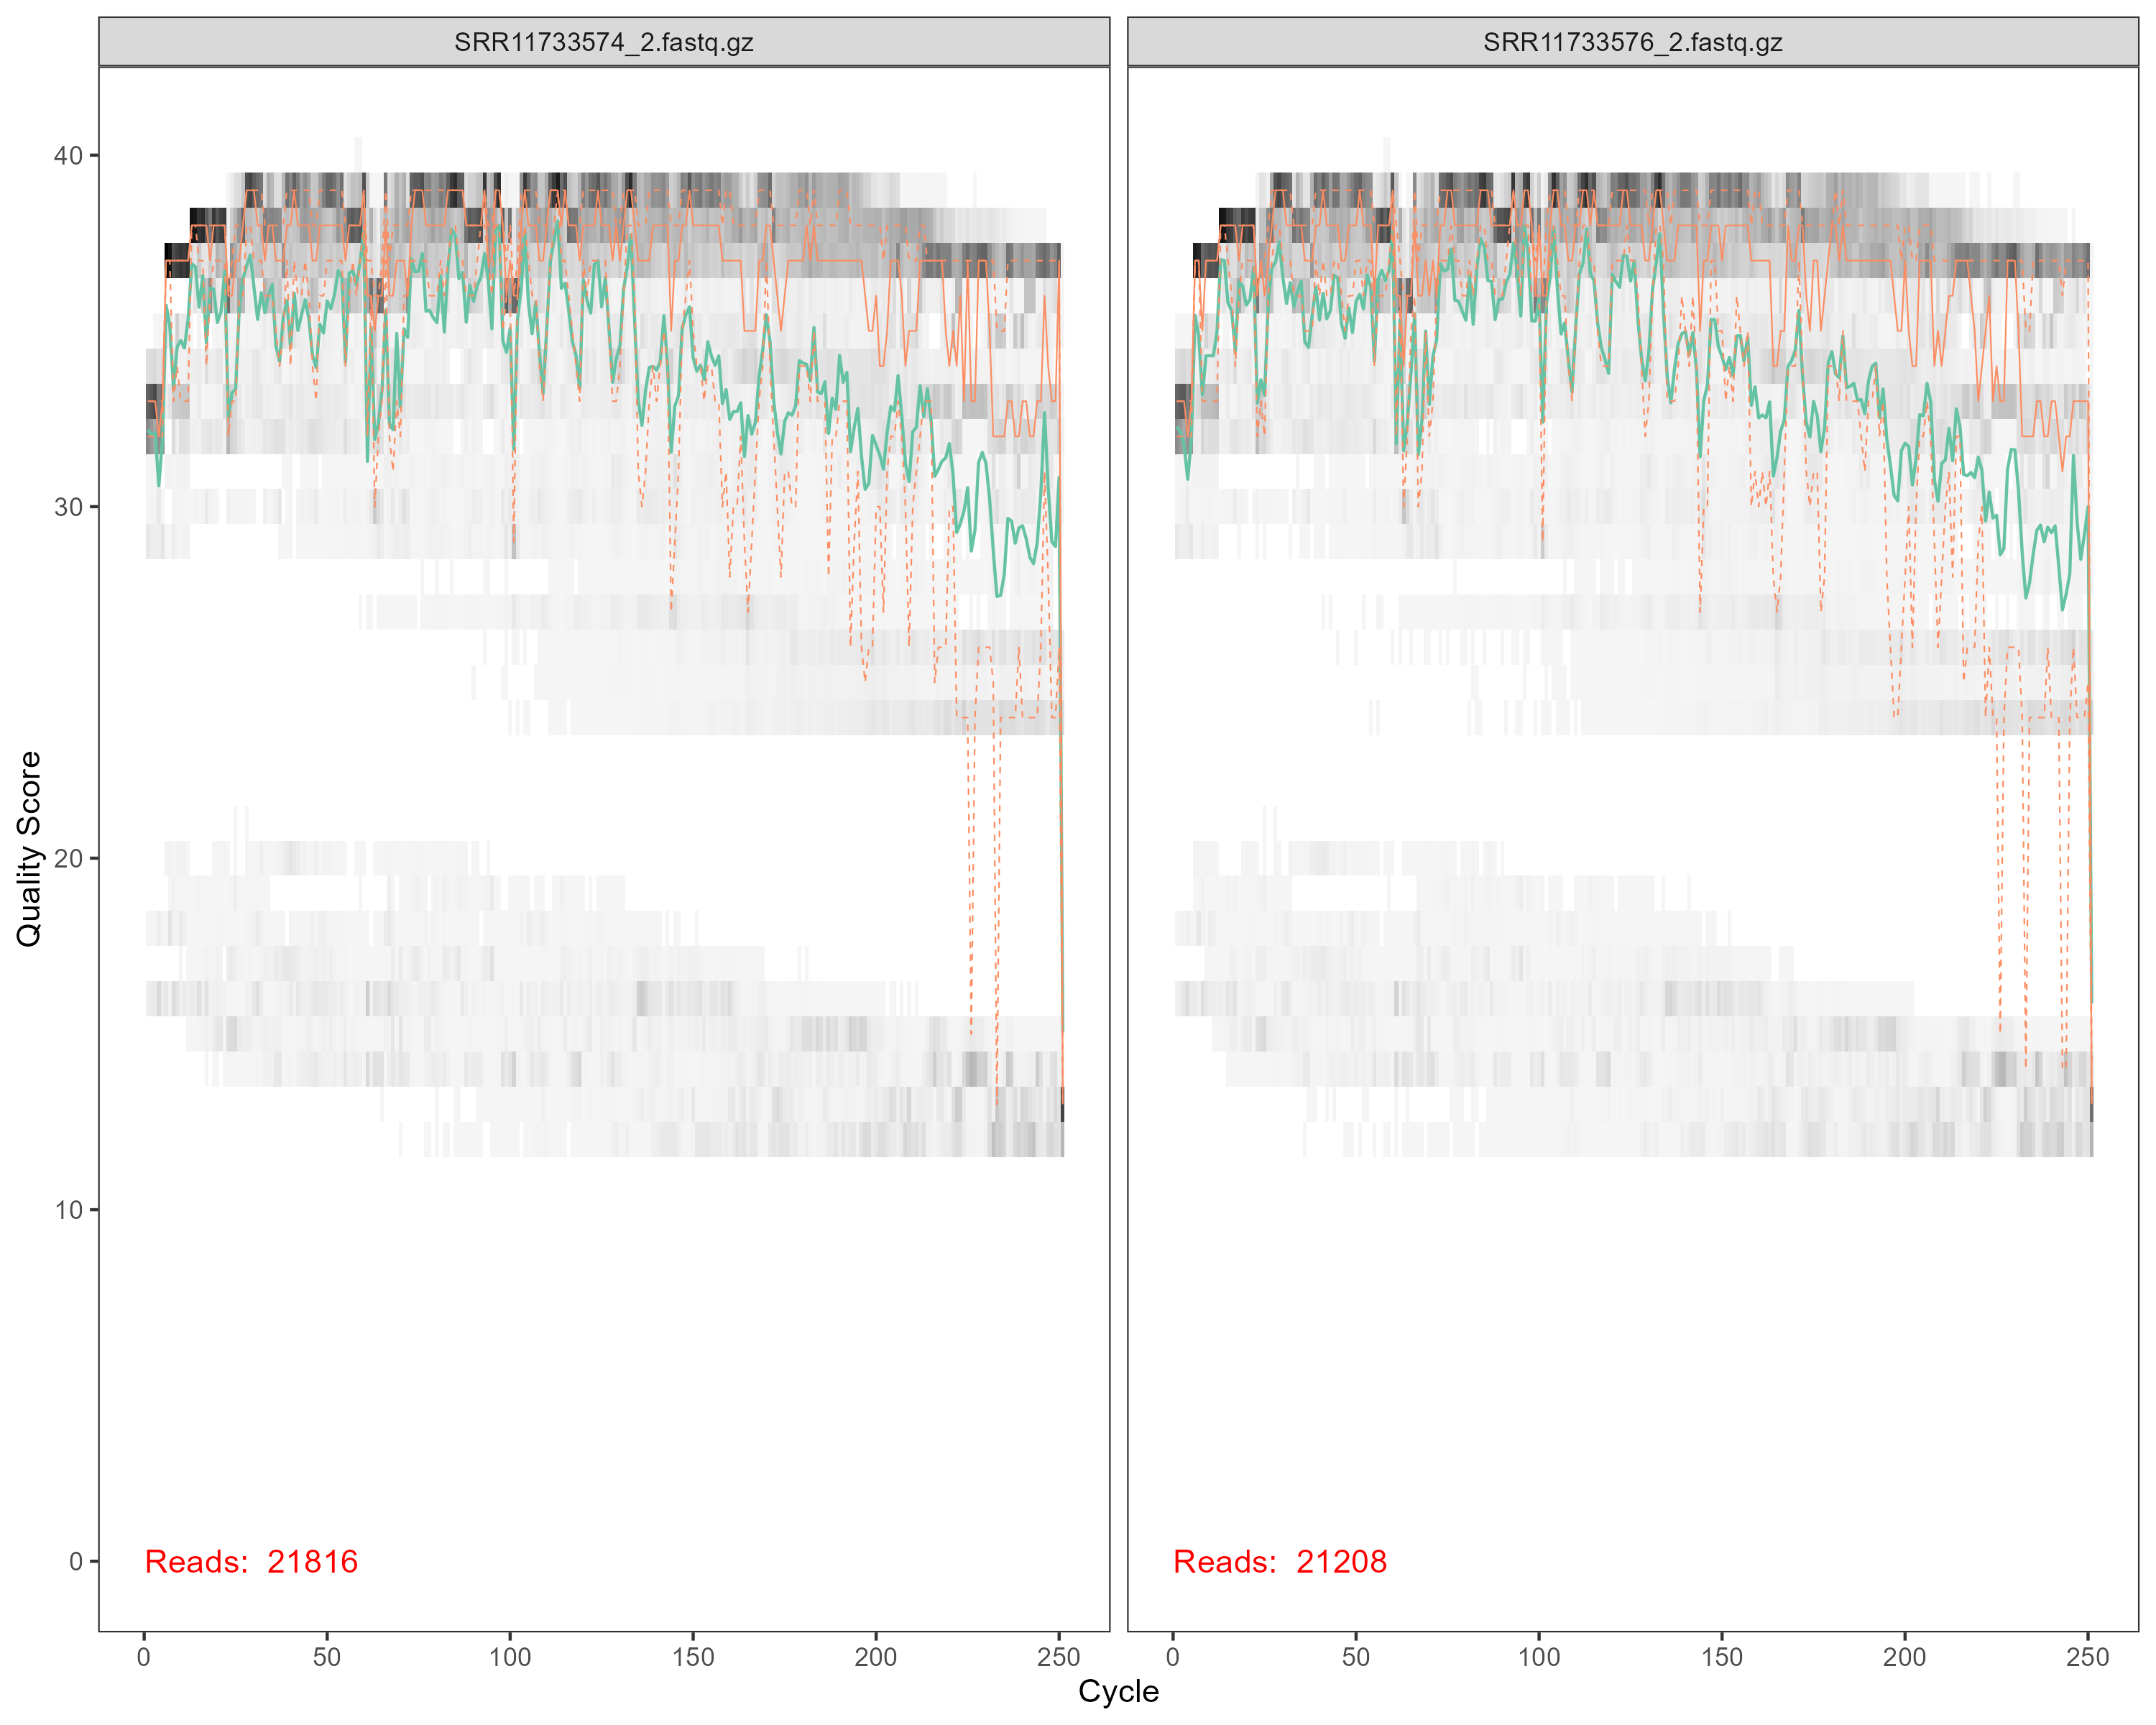 SRR11733574_2.fastq.gz
SRR11733576_2.fastq.gz
Quality Score
40
30
20
10
0
Reads: 21816
Reads: 21208
0 50 100 150 200 250
0 50 100 150 200 250
Cycle